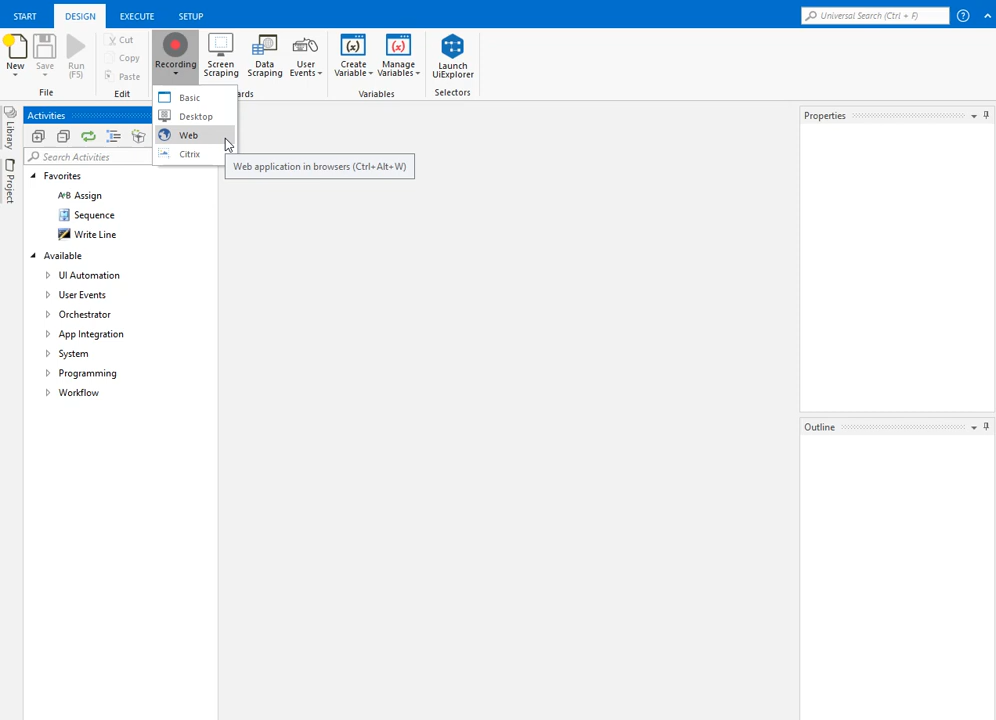 START DESIGN EXECUTE SETUP Universal Search (Ctrl + F)
New Save Run (F5) Cut Copy Paste Recording Screen Scraping Data Scraping User Events Create Variable Manage Variables Launch UiExplorer
File Edit ards Variables Selectors
Basic
Desktop
Web
Citrix
Web application in browsers (Ctrl+Alt+W)
Library
Project
Activities
Search Activities
Favorites
Assign
Sequence
Write Line
Available
UI Automation
User Events
Orchestrator
App Integration
System
Programming
Workflow
Properties
Outline